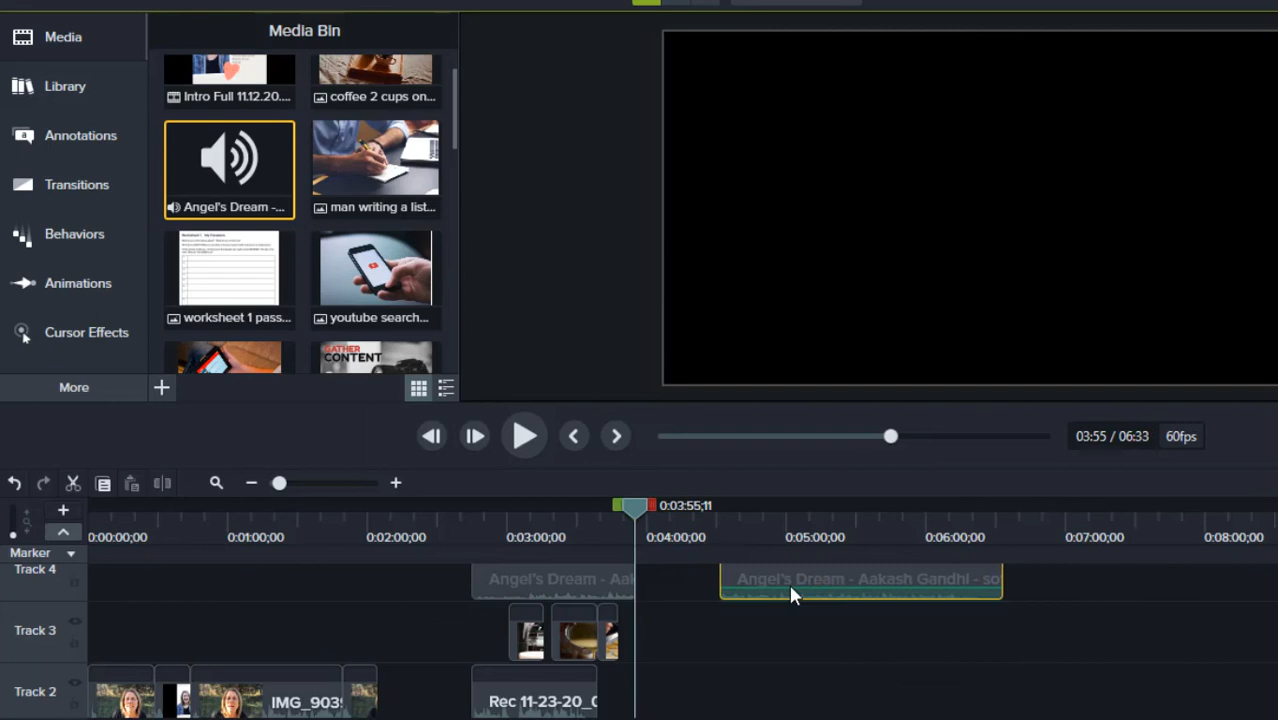 Media
Library
Annotations
Transitions
Behaviors
Animations
Cursor Effects
More
Media Bin
Intro Full 11.12.20....
coffee 2 cups on...
Angel's Dream -...
man writing a list...
worksheet 1 pass...
youtube search...
GATHER
CONTENT
03:55 / 06:33 60fps
0:03:55;11
0:00:00;00 0:01:00;00 0:02:00;00 0:03:00;00 0:04:00;00 0:05:00;00 0:06:00;00 0:07:00;00 0:08:00;00
Marker
Track 4
Angel's Dream - Aak
Angel's Dream - Aakash Gandhi - so
Track 3
Track 2
IMG_903
Rec 11-23-20_0